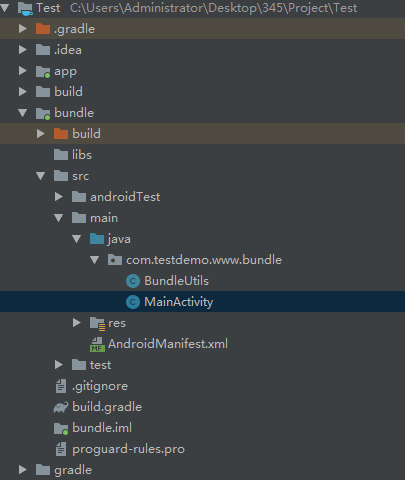 Test C:\Users\Administrator\Desktop\345\Project\Test
.gradle
.idea
app
build
bundle
build
libs
src
androidTest
main
java
com.testdemo.www.bundle
BundleUtils
MainActivity
res
AndroidManifest.xml
test
.gitignore
build.gradle
bundle.iml
proguard-rules.pro
gradle